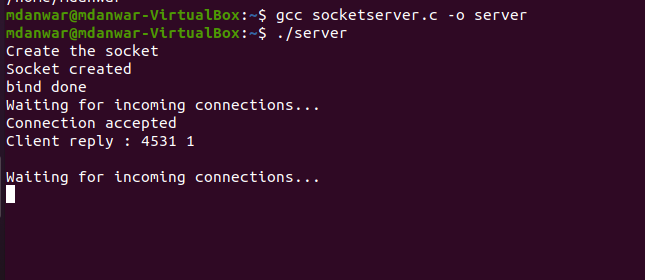 mdanwar@mdanwar-VirtualBox:~$ gcc socketserver.c -o server
mdanwar@mdanwar-VirtualBox:~$ ./server
Create the socket
Socket created
bind done
Waiting for incoming connections...
Connection accepted
Client reply : 4531 1
Waiting for incoming connections...